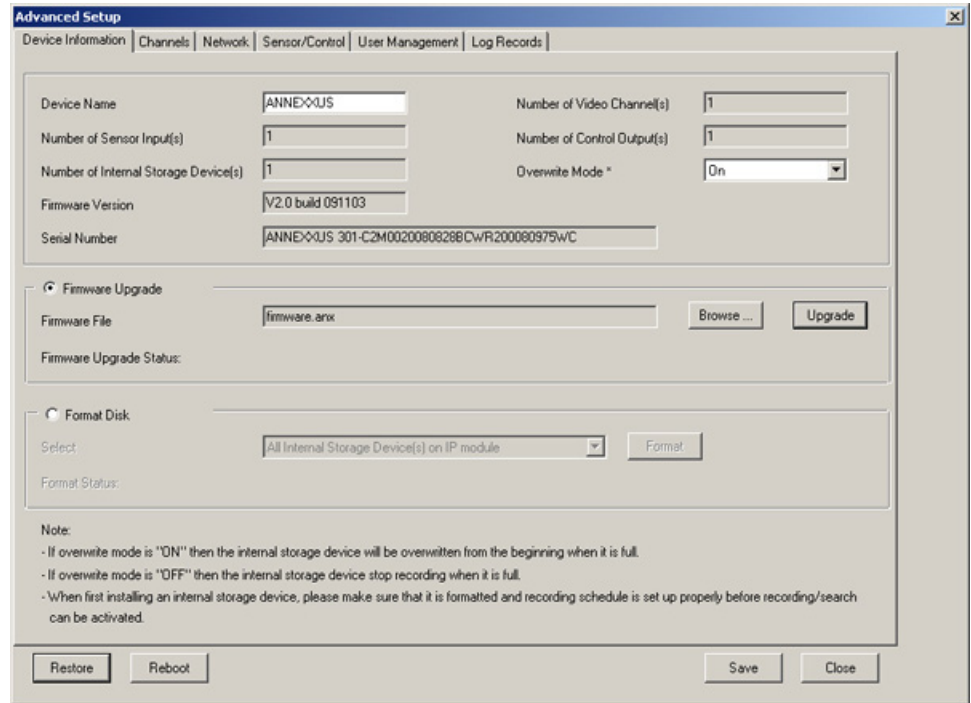 Advanced Setup
Device Information Channels Network Sensor/Control User Management Log Records
Device Name ANNEXXUS Number of Video Channel(s) 1
Number of Sensor Input(s) 1 Number of Control Output(s) 1
Number of Internal Storage Device(s) 1 Overwrite Mode * On
Firmware Version V2.0 build 091103
Serial Number ANNEXXUS 301-C2M0020080828BCWR200080975WC
Firmware Upgrade
Firmware File firmware.anx Browse ... Upgrade
Firmware Upgrade Status:
Format Disk
Select All Internal Storage Device(s) on IP module Format
Format Status:
Note:
- If overwrite mode is "ON" then the internal storage device will be overwritten from the beginning when it is full.
- If overwrite mode is "OFF" then the internal storage device stop recording when it is full.
- When first installing an internal storage device, please make sure that it is formatted and recording schedule is set up properly before recording/search
can be activated.
Restore Reboot Save Close